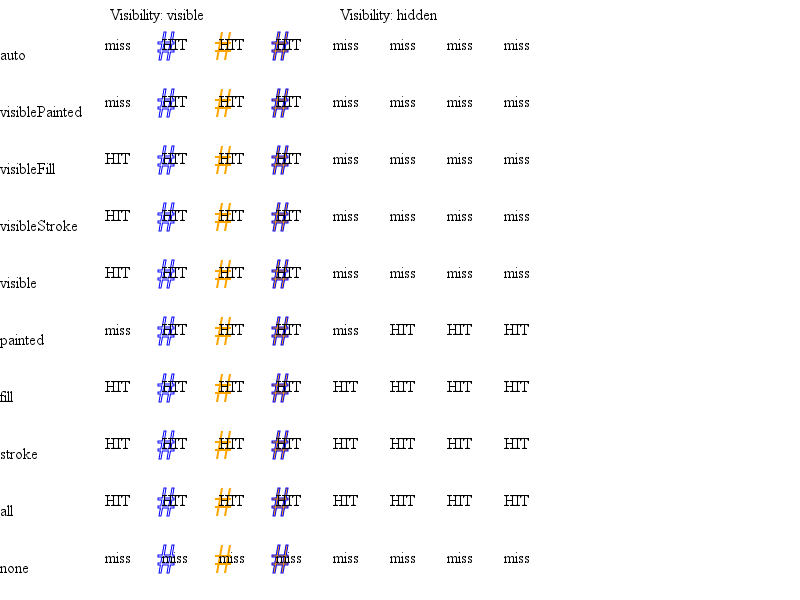 Visibility: visible Visibility: hidden
auto miss # HIT # HIT # HIT miss miss miss miss
visiblePainted miss # HIT # HIT # HIT miss miss miss miss
visibleFill HIT # HIT # HIT # HIT miss miss miss miss
visibleStroke HIT # HIT # HIT # HIT miss miss miss miss
visible HIT # HIT # HIT # HIT miss miss miss miss
painted miss # HIT # HIT # HIT miss HIT HIT HIT
fill HIT # HIT # HIT # HIT HIT HIT HIT HIT
stroke HIT # HIT # HIT # HIT HIT HIT HIT HIT
all HIT # HIT # HIT # HIT HIT HIT HIT HIT
none miss # miss # miss # miss miss miss miss miss